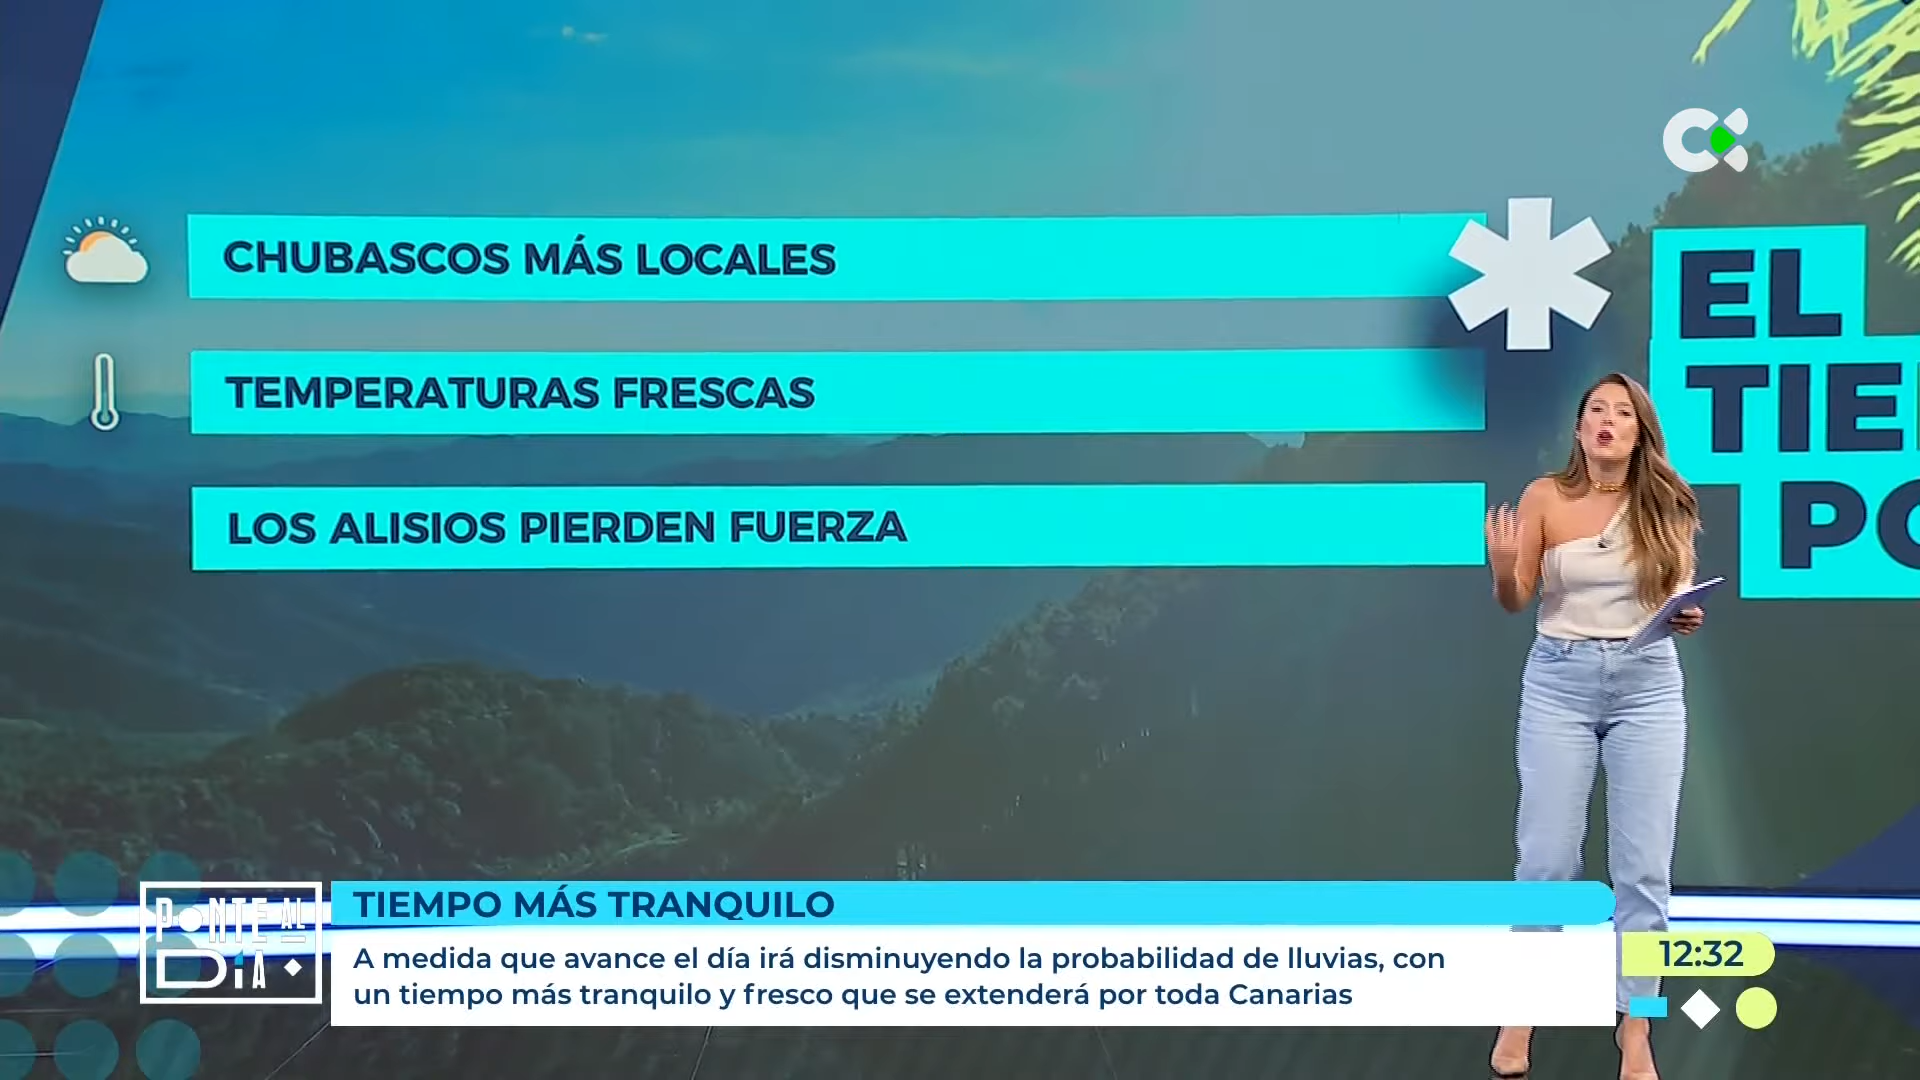 CHUBASCOS MÁS LOCALES
TEMPERATURAS FRESCAS
LOS ALISIOS PIERDEN FUERZA
EL
TIE
PO
PONTE AL
DÍA
TIEMPO MÁS TRANQUILO
A medida que avance el día irá disminuyendo la probabilidad de lluvias, con
un tiempo más tranquilo y fresco que se extenderá por toda Canarias
12:32